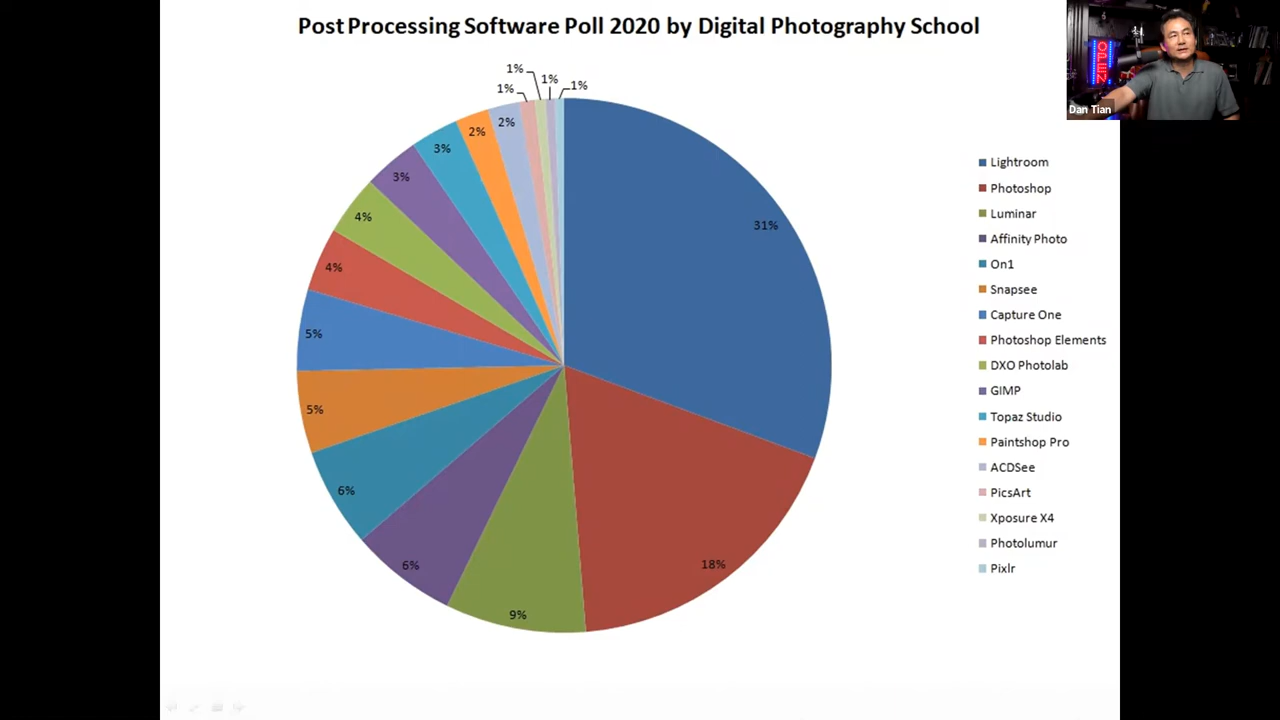 Post Processing Software Poll 2020 by Digital Photography School
OPEN
Dan Tian
1%
1%
1%
1%
2%
2%
3%
3%
4%
4%
5%
5%
6%
6%
9%
18%
31%
Lightroom
Photoshop
Luminar
Affinity Photo
On1
Snapsee
Capture One
Photoshop Elements
DXO Photolab
GIMP
Topaz Studio
Paintshop Pro
ACDSee
PicsArt
Xposure X4
Photolumur
Pixlr